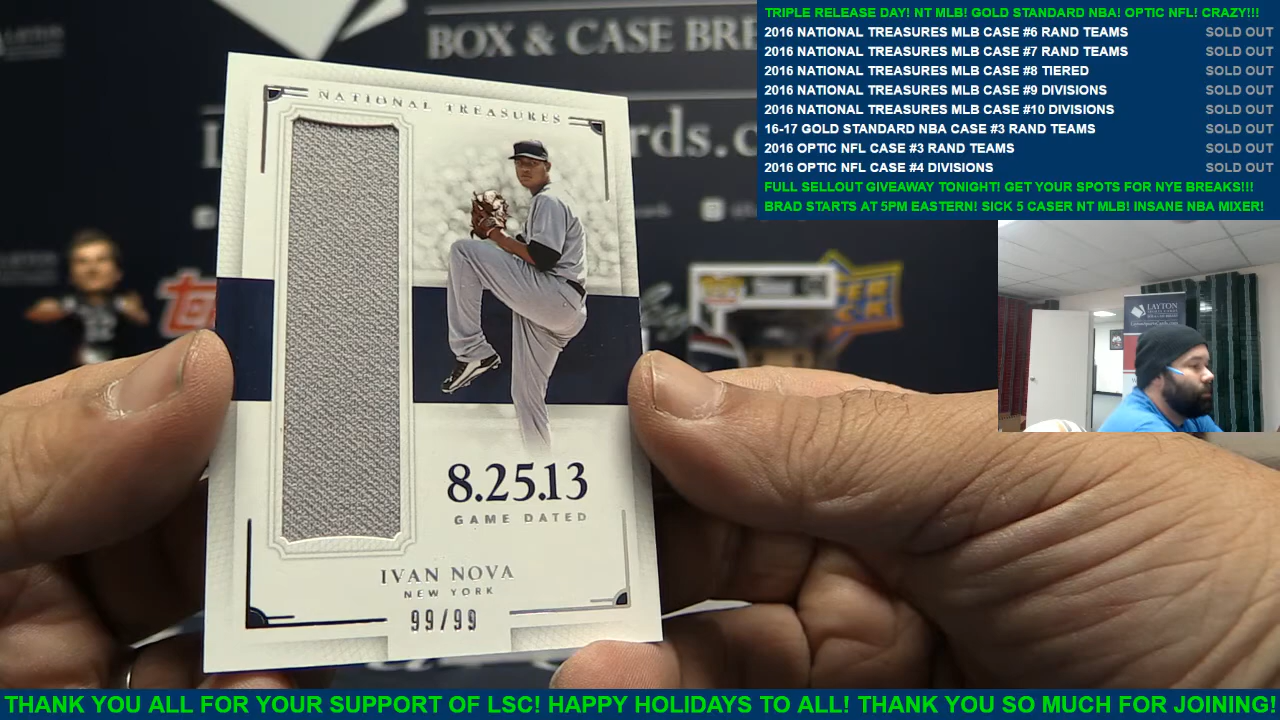 TRIPLE RELEASE DAY! NT MLB! GOLD STANDARD NBA! OPTIC NFL! CRAZY!!!
2016 NATIONAL TREASURES MLB CASE #6 RAND TEAMS SOLD OUT
2016 NATIONAL TREASURES MLB CASE #7 RAND TEAMS SOLD OUT
2016 NATIONAL TREASURES MLB CASE #8 TIERED SOLD OUT
2016 NATIONAL TREASURES MLB CASE #9 DIVISIONS SOLD OUT
2016 NATIONAL TREASURES MLB CASE #10 DIVISIONS SOLD OUT
16-17 GOLD STANDARD NBA CASE #3 RAND TEAMS SOLD OUT
2016 OPTIC NFL CASE #3 RAND TEAMS SOLD OUT
2016 OPTIC NFL CASE #4 DIVISIONS SOLD OUT
FULL SELLOUT GIVEAWAY TONIGHT! GET YOUR SPOTS FOR NYE BREAKS!!!
BRAD STARTS AT 5PM EASTERN! SICK 5 CASER NT MLB! INSANE NBA MIXER!
BOX & CASE BRE
rds.c
NATIONAL TREASURES
8.25.13
GAME DATED
IVAN NOVA
NEW YORK
99/99
LAYTON
THANK YOU ALL FOR YOUR SUPPORT OF LSC! HAPPY HOLIDAYS TO ALL! THANK YOU SO MUCH FOR JOINING!